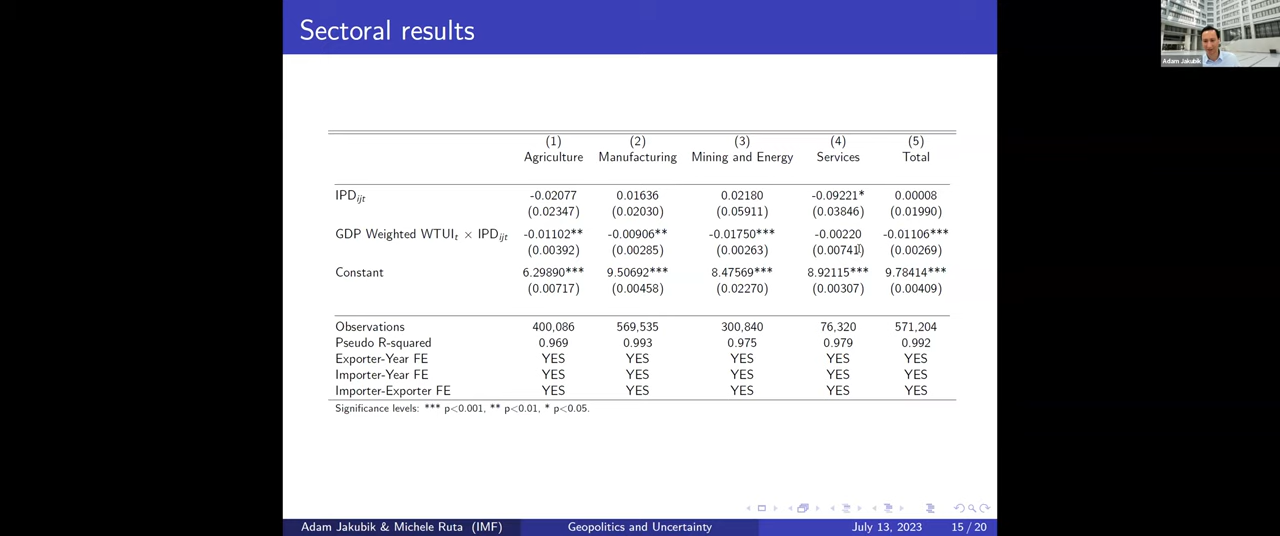 Sectoral results
Adam Jakubik
(1) (2) (3) (4) (5)
Agriculture Manufacturing Mining and Energy Services Total
IPDijt -0.02077 0.01636 0.02180 -0.09221* 0.00008
(0.02347) (0.02030) (0.05911) (0.03846) (0.01990)
GDP Weighted WTUIt × IPDijt -0.01102** -0.00906** -0.01750*** -0.00220 -0.01106***
(0.00392) (0.00285) (0.00263) (0.00741) (0.00269)
Constant 6.29890*** 9.50692*** 8.47569*** 8.92115*** 9.78414***
(0.00717) (0.00458) (0.02270) (0.00307) (0.00409)
Observations 400,086 569,535 300,840 76,320 571,204
Pseudo R-squared 0.969 0.993 0.975 0.979 0.992
Exporter-Year FE YES YES YES YES YES
Importer-Year FE YES YES YES YES YES
Importer-Exporter FE YES YES YES YES YES
Significance levels: *** p<0.001, ** p<0.01, * p<0.05.
Adam Jakubik & Michele Ruta (IMF) Geopolitics and Uncertainty July 13, 2023 15 / 20